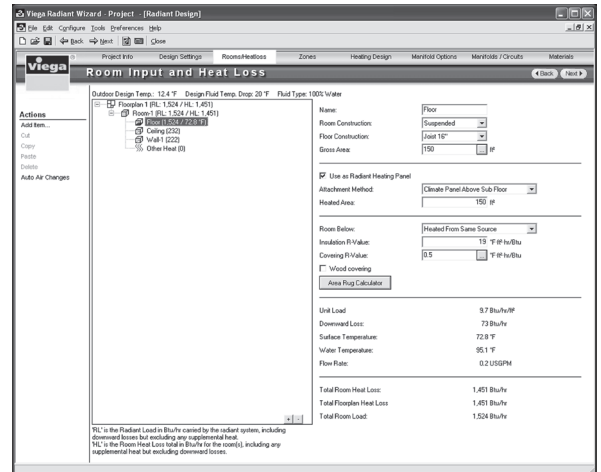 Viega Radiant Wizard - Project - [Radiant Design]
File Edit Configure Tools Preferences Help
Back Next Close
Project Info Design Settings Rooms/Heatloss Zones Heating Design Manifold Options Manifolds / Circuits Materials
viega
Room Input and Heat Loss
Back Next
Outdoor Design Temp.: 12.4 °F Design Fluid Temp. Drop: 20 °F Fluid Type: 100% Water
Actions
Add Item...
Cut
Copy
Paste
Delete
Auto Air Changes
Floorplan 1 (RL: 1,524 / HL: 1,451)
Room-1 (RL: 1,524 / HL: 1,451)
Floor (1,524 / 72.8 °F)
Ceiling (232)
Wall-1 (222)
Other Heat (0)
+ -
'RL' is the Radiant Load in Btu/hr carried by the radiant system, including
downward losses but excluding any supplemental heat.
'HL' is the Room Heat Loss total in Btu/hr for the room(s), including any
supplemental heat but excluding downward losses.
Name: Floor
Room Construction: Suspended
Floor Construction: Joist 16"
Gross Area: 150 ... ft²
Use as Radiant Heating Panel
Attachment Method: Climate Panel Above Sub Floor
Heated Area: 150 ft²
Room Below: Heated From Same Source
Insulation R-Value: 19 °F·ft²·hr/Btu
Covering R-Value: 0.5 ... °F·ft²·hr/Btu
Wood covering
Area Rug Calculator
Unit Load 9.7 Btu/hr/ft²
Downward Loss: 73 Btu/hr
Surface Temperature: 72.8 °F
Water Temperature: 95.1 °F
Flow Rate: 0.2 USGPM
Total Room Heat Loss: 1,451 Btu/hr
Total Floorplan Heat Loss 1,451 Btu/hr
Total Room Load: 1,524 Btu/hr